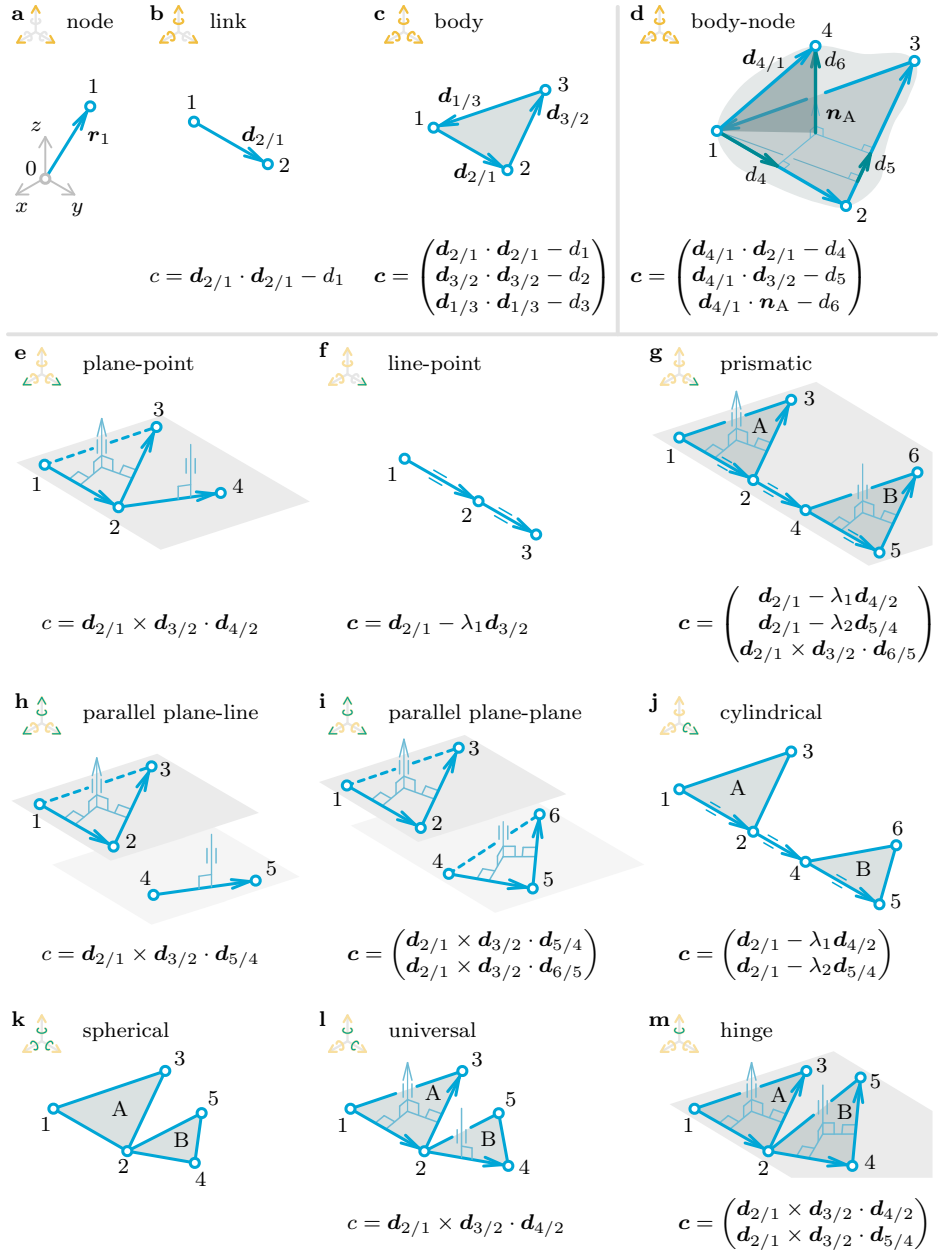 a node
b link
c body
d body-node
1
r₁
z
0
x y
1
d₂/₁
2
d₁/₃ 3
1 d₃/₂
d₂/₁ 2
4
d₄/₁ d₆ 3
n_A
1
d₄ d₅
2
c = d₂/₁ · d₂/₁ − d₁
c = (d₂/₁ · d₂/₁ − d₁
d₃/₂ · d₃/₂ − d₂
d₁/₃ · d₁/₃ − d₃)
c = (d₄/₁ · d₂/₁ − d₄
d₄/₁ · d₃/₂ − d₅
d₄/₁ · n_A − d₆)
e plane-point
f line-point
g prismatic
3
1
2
4
1
2
3
3
A
1
2
6
B
4
5
c = d₂/₁ × d₃/₂ · d₄/₂
c = d₂/₁ − λ₁d₃/₂
c = (d₂/₁ − λ₁d₄/₂
d₂/₁ − λ₂d₅/₄
d₂/₁ × d₃/₂ · d₆/₅)
h parallel plane-line
i parallel plane-plane
j cylindrical
3
1
2
4 5
3
1
2
6
4
5
3
A
1
2
6
4 B
5
c = d₂/₁ × d₃/₂ · d₅/₄
c = (d₂/₁ × d₃/₂ · d₅/₄
d₂/₁ × d₃/₂ · d₆/₅)
c = (d₂/₁ − λ₁d₄/₂
d₂/₁ − λ₂d₅/₄)
k spherical
l universal
m hinge
3
A 5
1
B
2
4
3
A
5
1
B
2
4
3
5
A
B
1
2
4
c = d₂/₁ × d₃/₂ · d₄/₂
c = (d₂/₁ × d₃/₂ · d₄/₂
d₂/₁ × d₃/₂ · d₅/₄)